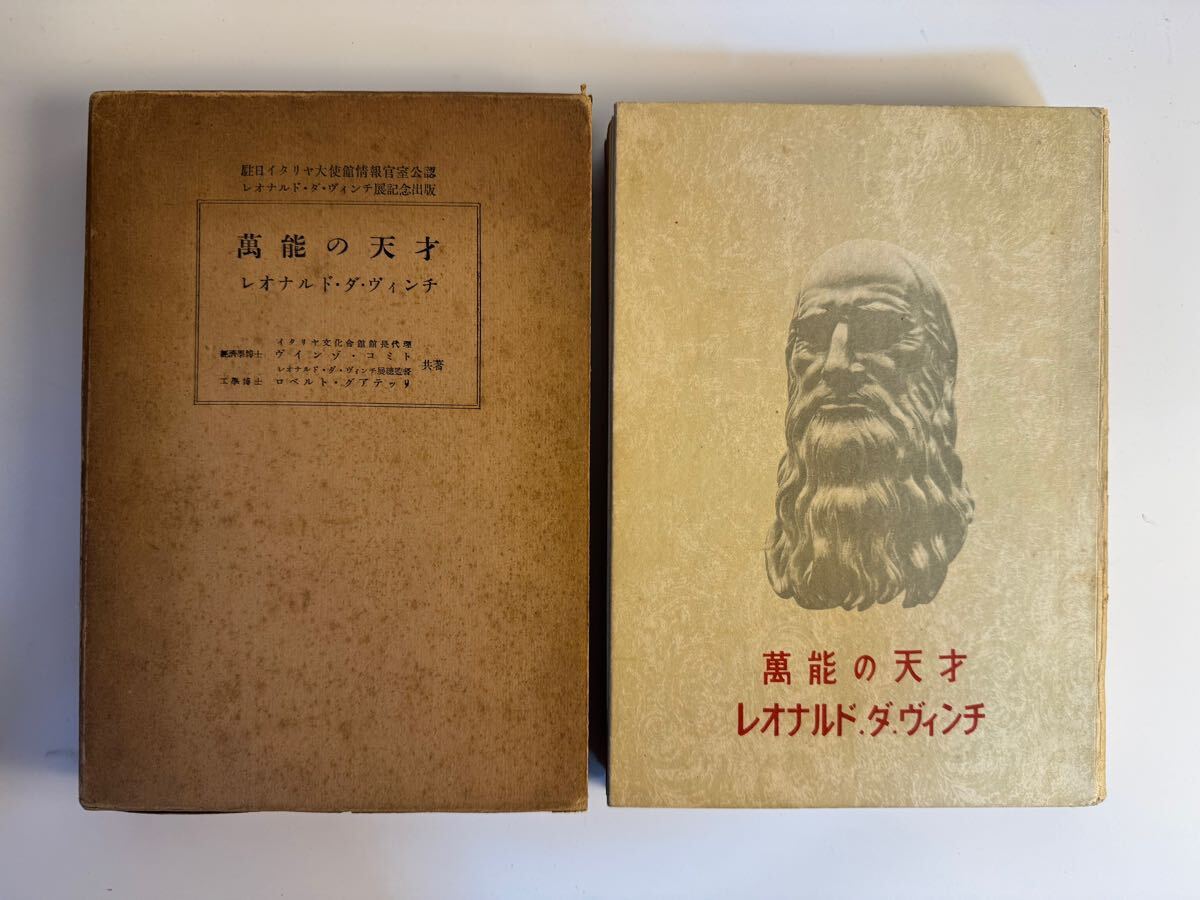 駐日イタリヤ大使館情報官室公認
レオナルド・ダ・ヴィンチ展記念出版
萬能の天才
レオナルド・ダ・ヴィンチ
イタリヤ文化会館館長代理
經濟學博士 ヴインゾ・コミト
レオナルド・ダ・ヴィンチ展総監督
工學博士 ロベルト・グアテッリ
共著
萬能の天才
レオナルド.ダ.ヴィンチ